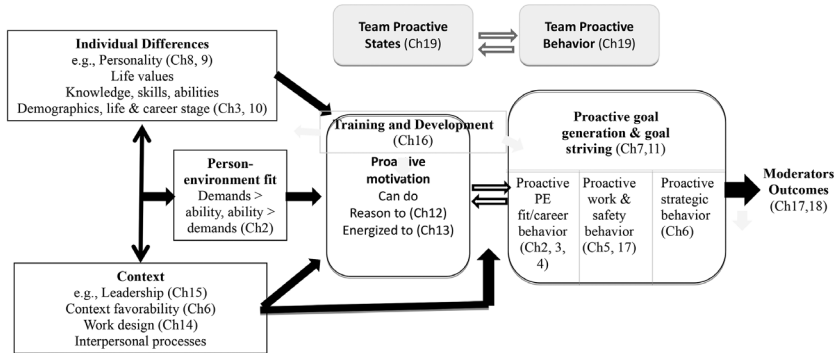 Team Proactive
States (Ch19)
Team Proactive
Behavior (Ch19)
Individual Differences
e.g., Personality (Ch8, 9)
Life values
Knowledge, skills, abilities
Demographics, life & career stage (Ch3, 10)
Training and Development
(Ch16)
Proactive goal
generation & goal
striving (Ch7,11)
Person-
environment fit
Demands >
ability, ability >
demands (Ch2)
Proactive
motivation
Can do
Reason to (Ch12)
Energized to (Ch13)
Proactive
PE
fit/career
behavior
(Ch2, 3,
4)
Proactive
work &
safety
behavior
(Ch5, 17)
Proactive
strategic
behavior
(Ch6)
Moderators
Outcomes
(Ch17,18)
Context
e.g., Leadership (Ch15)
Context favorability (Ch6)
Work design (Ch14)
Interpersonal processes